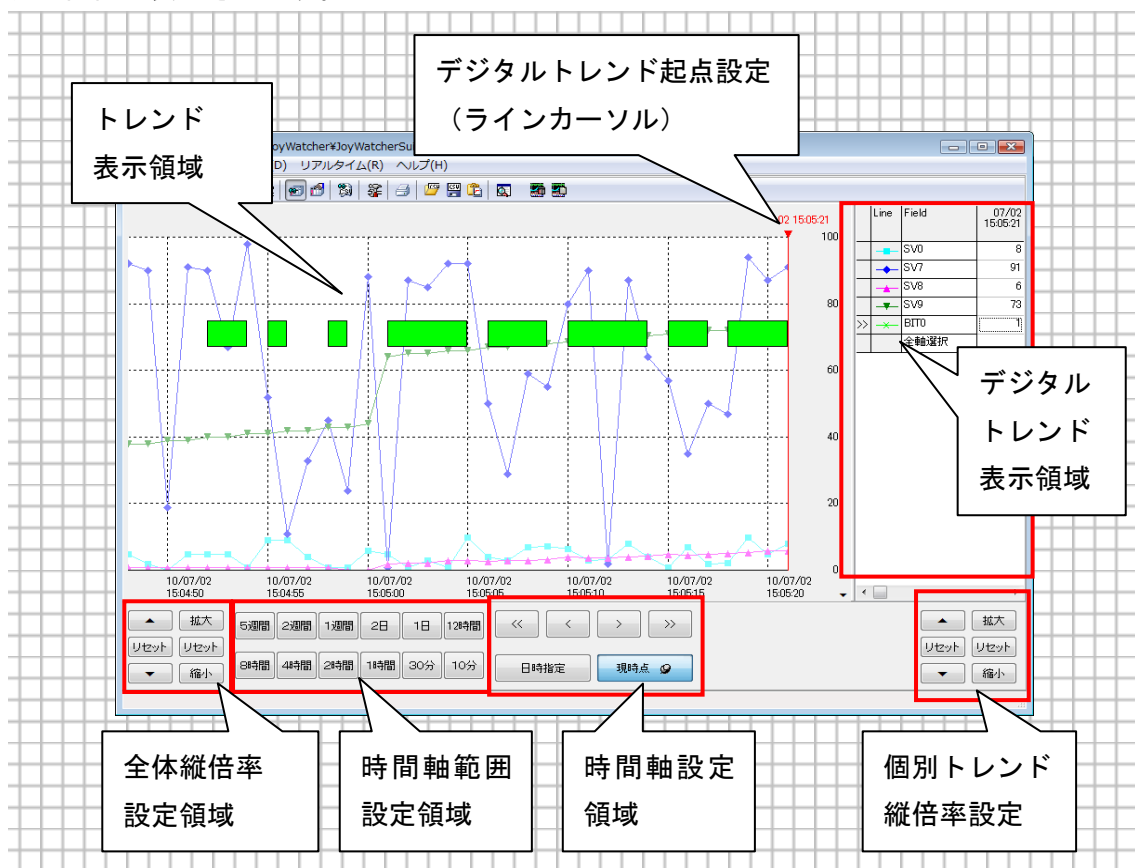 デジタルトレンド起点設定
（ラインカーソル）
トレンド
表示領域
oyWatcher¥JoyWatcherSu
D) リアルタイム(R) ヘルプ(H)
02 15:05:21
Line Field 07/02
15:05:21
SV0 8
SV7 91
SV8 6
SV9 73
>> BIT0 1
全軸選択
100
80
60
40
20
0
デジタル
トレンド
表示領域
10/07/02 10/07/02 10/07/02 10/07/02 10/07/02 10/07/02 10/07/02
15:04:50 15:04:55 15:05:00 15:05:05 15:05:10 15:05:15 15:05:20
▲ 拡大 5週間 2週間 1週間 2日 1日 12時間 << < > >> ▲ 拡大
リセット リセット リセット リセット
▼ 縮小 8時間 4時間 2時間 1時間 30分 10分 日時指定 現時点 ▼ 縮小
全体縦倍率
設定領域
時間軸範囲
設定領域
時間軸設定
領域
個別トレンド
縦倍率設定